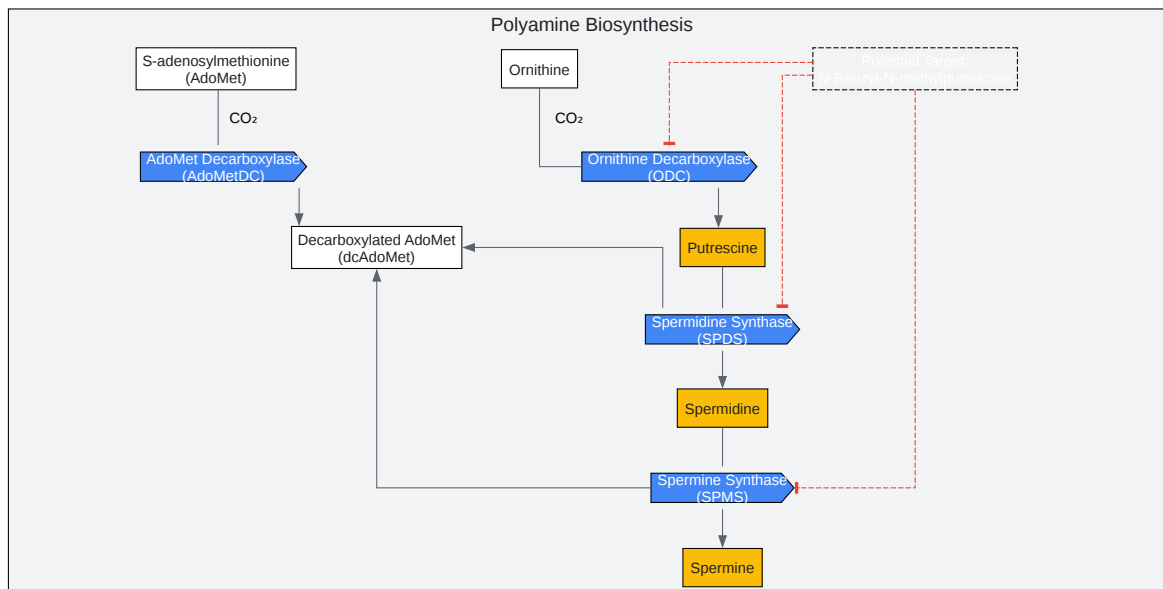 Polyamine Biosynthesis
S-adenosylmethionine
(AdoMet)
Ornithine
Potential Target:
N-Benzyl-N-methylputrescine
CO₂
CO₂
AdoMet Decarboxylase
(AdoMetDC)
Ornithine Decarboxylase
(ODC)
Decarboxylated AdoMet
(dcAdoMet)
Putrescine
Spermidine Synthase
(SPDS)
Spermidine
Spermine Synthase
(SPMS)
Spermine